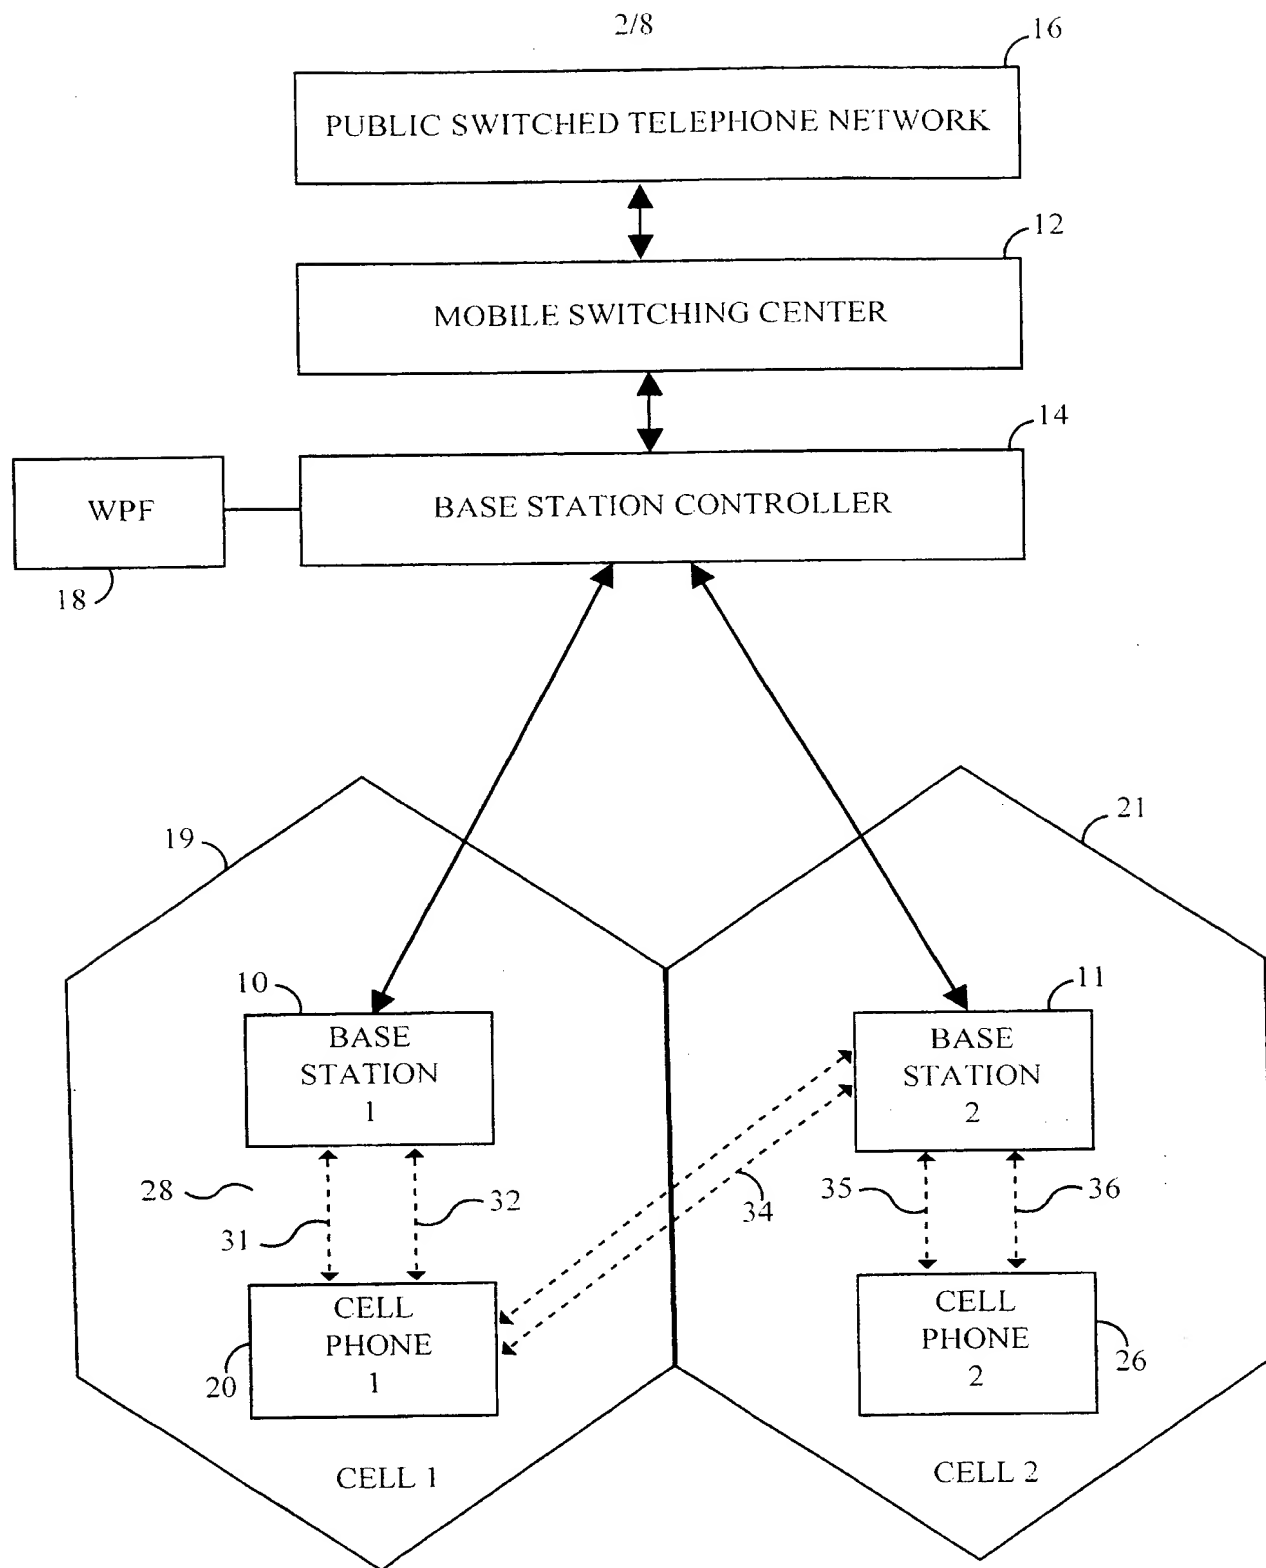 2/8
16
PUBLIC SWITCHED TELEPHONE NETWORK
12
MOBILE SWITCHING CENTER
14
WPF
BASE STATION CONTROLLER
18
19
21
10
11
BASE
STATION
1
BASE
STATION
2
28
31
32
34
35
36
CELL
PHONE
1
CELL
PHONE
2
20
26
CELL 1
CELL 2